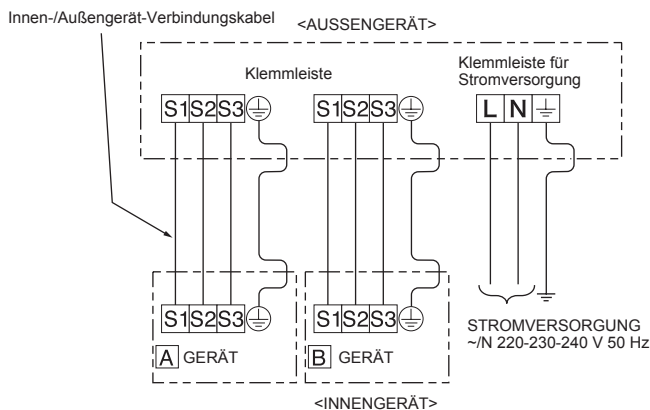 Innen-/Außengerät-Verbindungskabel
<AUSSENGERÄT>
Klemmleiste
Klemmleiste für
Stromversorgung
S1 S2 S3
S1 S2 S3
L N
S1 S2 S3
S1 S2 S3
A GERÄT
B GERÄT
STROMVERSORGUNG
~/N 220-230-240 V 50 Hz
<INNENGERÄT>